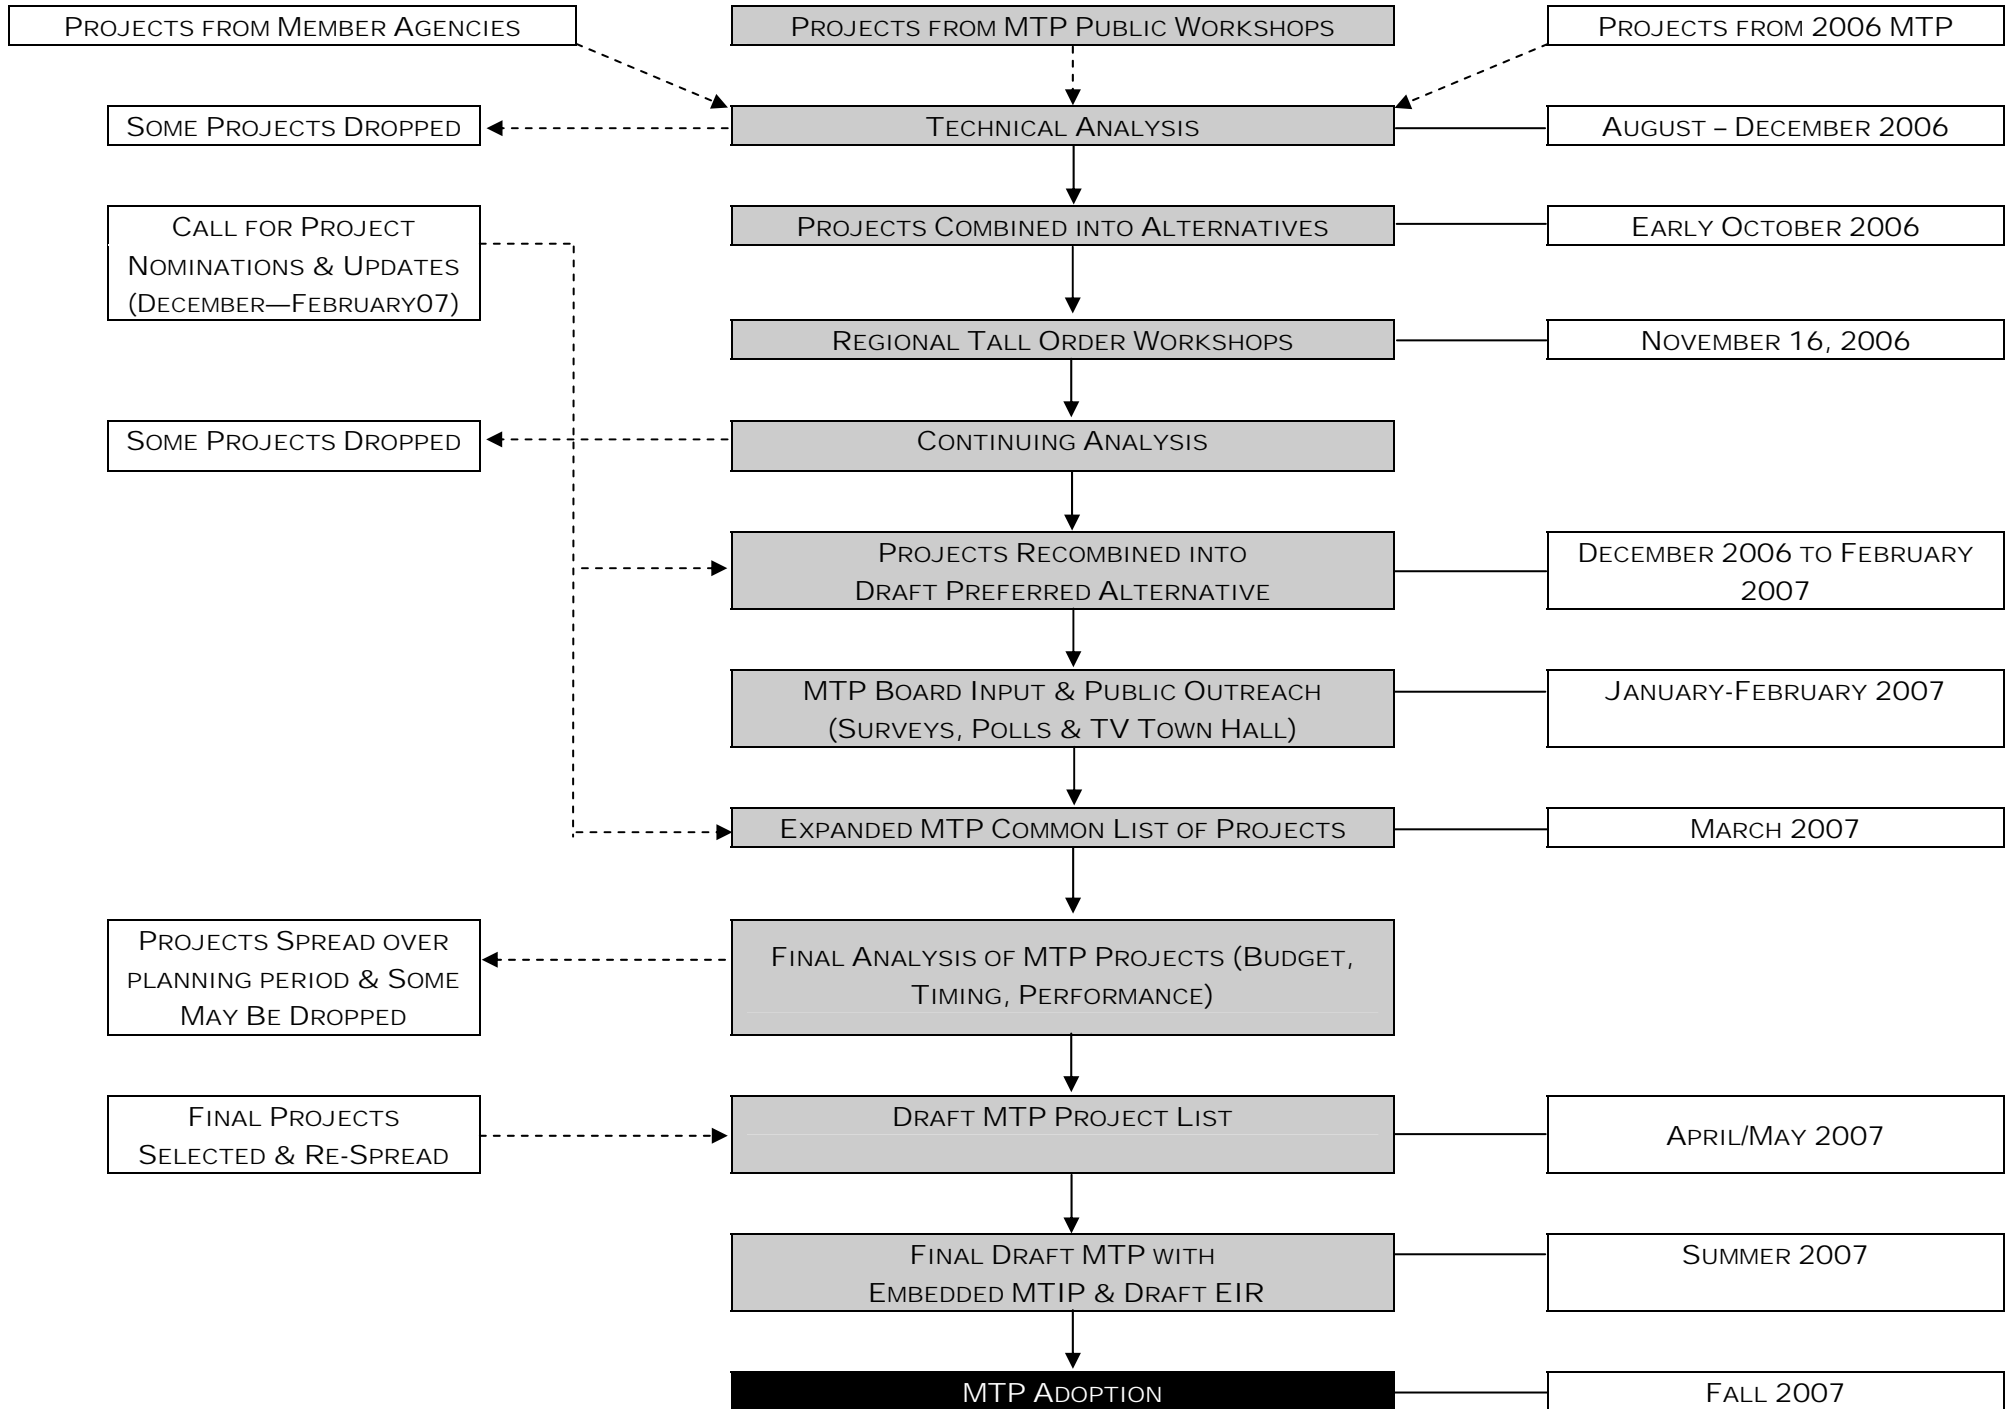 PROJECTS FROM MEMBER AGENCIES
PROJECTS FROM MTP PUBLIC WORKSHOPS
PROJECTS FROM 2006 MTP
SOME PROJECTS DROPPED
TECHNICAL ANALYSIS
AUGUST – DECEMBER 2006
CALL FOR PROJECT
NOMINATIONS & UPDATES
(DECEMBER—FEBRUARY07)
PROJECTS COMBINED INTO ALTERNATIVES
EARLY OCTOBER 2006
REGIONAL TALL ORDER WORKSHOPS
NOVEMBER 16, 2006
SOME PROJECTS DROPPED
CONTINUING ANALYSIS
PROJECTS RECOMBINED INTO
DRAFT PREFERRED ALTERNATIVE
DECEMBER 2006 TO FEBRUARY
2007
MTP BOARD INPUT & PUBLIC OUTREACH
(SURVEYS, POLLS & TV TOWN HALL)
JANUARY-FEBRUARY 2007
EXPANDED MTP COMMON LIST OF PROJECTS
MARCH 2007
PROJECTS SPREAD OVER
PLANNING PERIOD & SOME
MAY BE DROPPED
FINAL ANALYSIS OF MTP PROJECTS (BUDGET,
TIMING, PERFORMANCE)
FINAL PROJECTS
SELECTED & RE-SPREAD
DRAFT MTP PROJECT LIST
APRIL/MAY 2007
FINAL DRAFT MTP WITH
EMBEDDED MTIP & DRAFT EIR
SUMMER 2007
MTP ADOPTION
FALL 2007